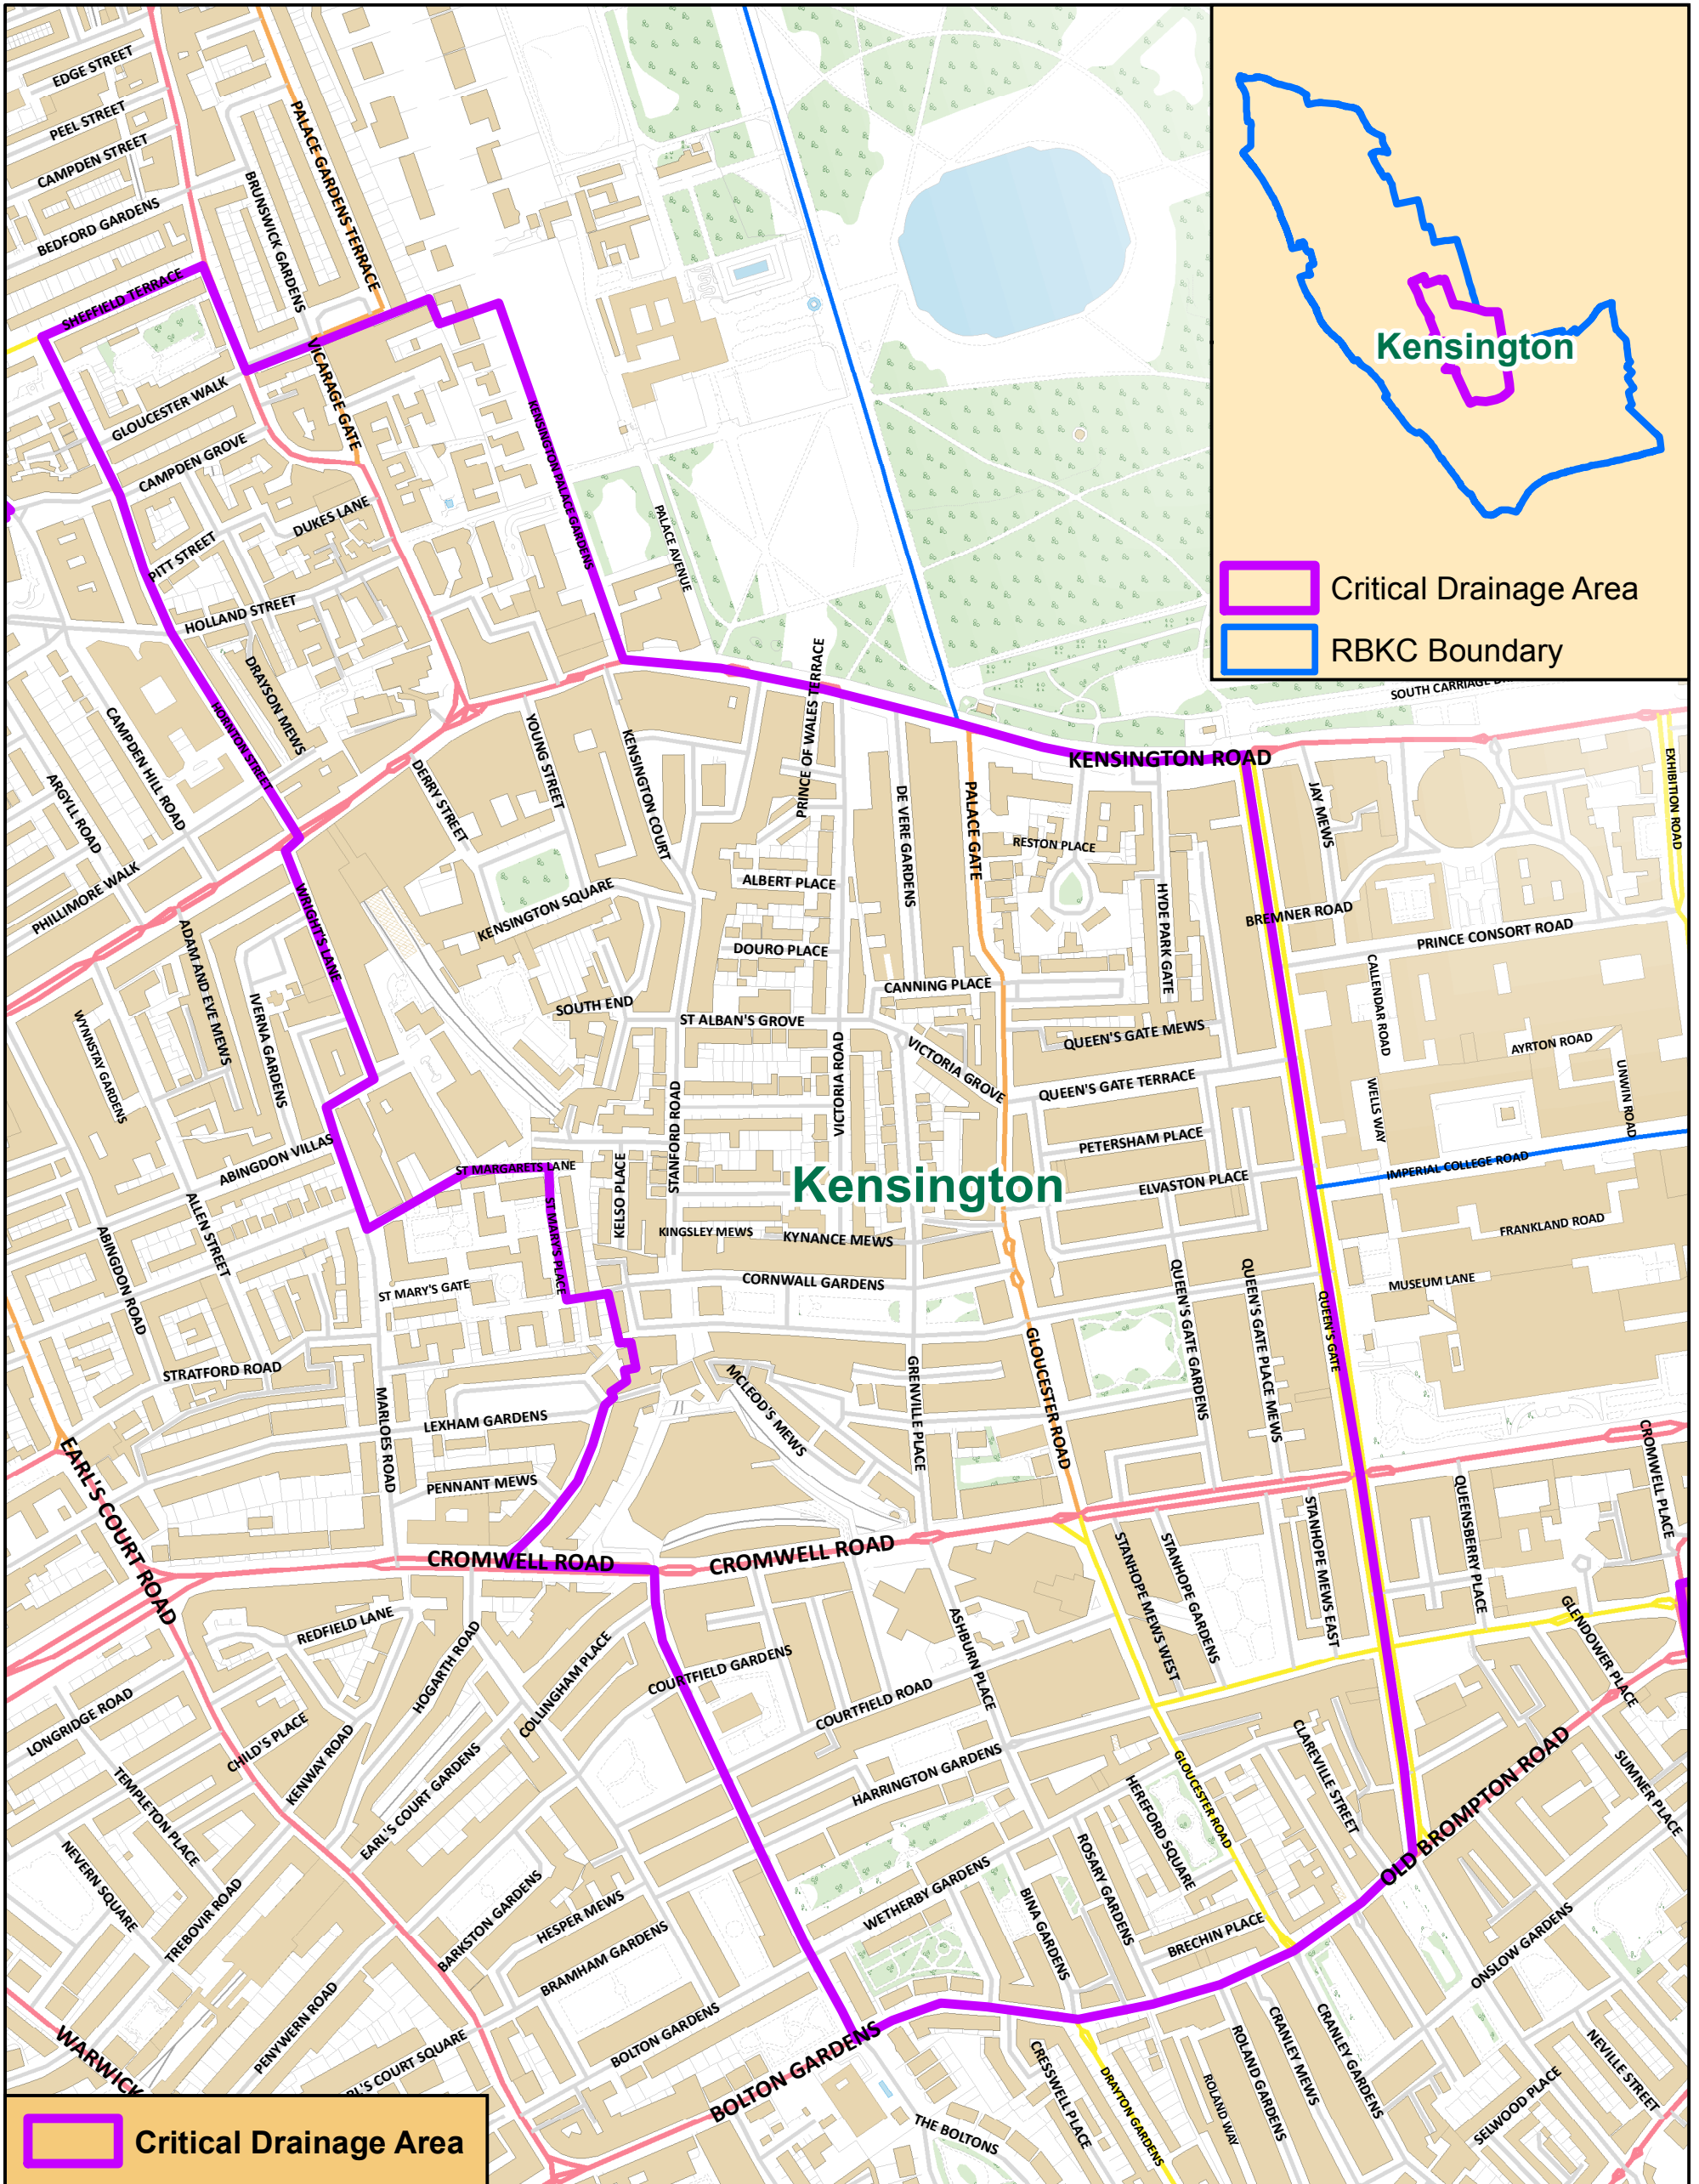 EDGE STREET
PEEL STREET
CAMPDEN STREET
BEDFORD GARDENS
BRUNSWICK GARDENS
PALACE GARDENS TERRACE
SHEFFIELD TERRACE
VICARAGE GATE
GLOUCESTER WALK
CAMPDEN GROVE
DUKES LANE
PITT STREET
HOLLAND STREET
DRAYSON MEWS
HORNTON STREET
CAMPDEN HILL ROAD
ARGYLL ROAD
PHILLIMORE WALK
KENSINGTON PALACE GARDENS
PALACE AVENUE
Kensington
Critical Drainage Area
RBKC Boundary
SOUTH CARRIAGE
KENSINGTON ROAD
EXHIBITION ROAD
JAY MEWS
PRINCE OF WALES TERRACE
DE VERE GARDENS
PALACE GATE
RESTON PLACE
HYDE PARK GATE
BREMNER ROAD
PRINCE CONSORT ROAD
CALLENDAR ROAD
AYRTON ROAD
UNWIN ROAD
WELLS WAY
IMPERIAL COLLEGE ROAD
FRANKLAND ROAD
MUSEUM LANE
DERRY STREET
YOUNG STREET
KENSINGTON COURT
KENSINGTON SQUARE
ALBERT PLACE
DOURO PLACE
CANNING PLACE
SOUTH END
ST ALBAN'S GROVE
VICTORIA GROVE
VICTORIA ROAD
STANFORD ROAD
QUEEN'S GATE MEWS
QUEEN'S GATE TERRACE
PETERSHAM PLACE
ELVASTON PLACE
WRIGHT'S LANE
ADAM AND EVE MEWS
IVERNA GARDENS
WYNNSTAY GARDENS
ABINGDON VILLAS
ALLEN STREET
ABINGDON ROAD
ST MARGARETS LANE
ST MARY'S PLACE
KELSO PLACE
Kensington
KINGSLEY MEWS
KYNANCE MEWS
CORNWALL GARDENS
ST MARY'S GATE
STRATFORD ROAD
MARLOES ROAD
LEXHAM GARDENS
PENNANT MEWS
MCLEOD'S MEWS
GRENVILLE PLACE
GLOUCESTER ROAD
QUEEN'S GATE GARDENS
QUEEN'S GATE PLACE MEWS
QUEEN'S GATE
EARL'S COURT ROAD
CROMWELL ROAD
CROMWELL ROAD
CROMWELL PLACE
QUEENSBERRY PLACE
STANHOPE MEWS EAST
STANHOPE GARDENS
STANHOPE MEWS WEST
GLENDOWER PLACE
ASHBURN PLACE
REDFIELD LANE
HOGARTH ROAD
COLLINGHAM PLACE
COURTFIELD GARDENS
COURTFIELD ROAD
LONGRIDGE ROAD
CHILD'S PLACE
KENWAY ROAD
EARL'S COURT GARDENS
TEMPLETON PLACE
NEVERN SQUARE
TREBOVIR ROAD
HARRINGTON GARDENS
GLOUCESTER ROAD
CLAREVILLE STREET
HEREFORD SQUARE
ROSARY GARDENS
OLD BROMPTON ROAD
SUMNER PLACE
WETHERBY GARDENS
BINA GARDENS
BRECHIN PLACE
ONSLOW GARDENS
BARKSTON GARDENS
HESPER MEWS
BRAMHAM GARDENS
BOLTON GARDENS
PENYWERN ROAD
L'S COURT SQUARE
WARWICK
BOLTON GARDENS
CRESSWELL PLACE
DRAYTON GARDENS
THE BOLTONS
ROLAND WAY
ROLAND GARDENS
CRANLEY MEWS
CRANLEY GARDENS
NEVILLE STREET
SELWOOD PLACE
Critical Drainage Area